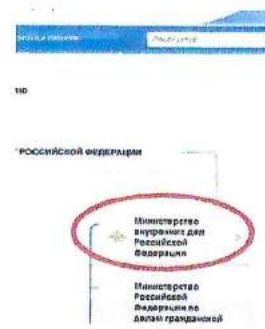 РОССИЙСКОЙ ФЕДЕРАЦИИ
Министерство
внутренних дел
Российской
Федерации
Министерство
Российской
Федерации по
делам гражданской